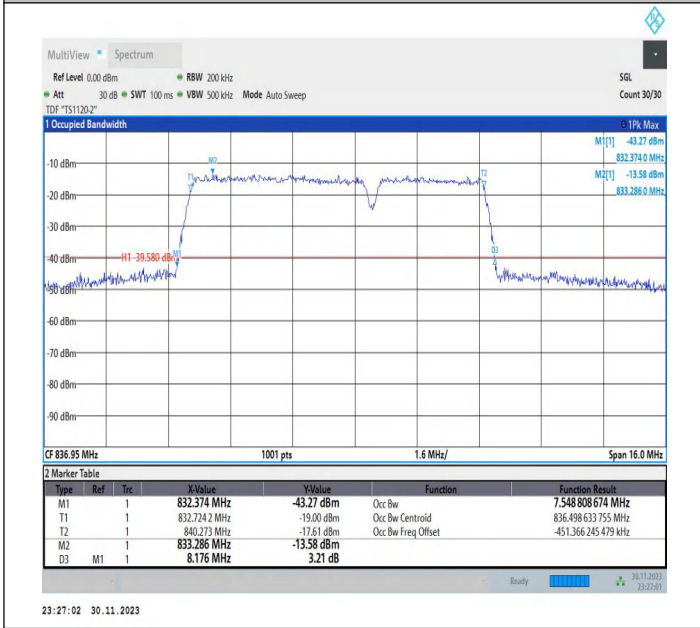 R S
MultiView Spectrum
Ref Level 0.00 dBm RBW 200 kHz SGL
Att 30 dB SWT 100 ms VBW 500 kHz Mode Auto Sweep Count 30/30
TDF "TS1120-2"
1 Occupied Bandwidth 1Pk Max
M1[1] -43.27 dBm
832.374 0 MHz
M2[1] -13.58 dBm
833.286 0 MHz
-10 dBm
M2
T1
T2
-20 dBm
-30 dBm
D3
-40 dBm H1 -39.580 dBm M1
-50 dBm
-60 dBm
-70 dBm
-80 dBm
-90 dBm
CF 836.95 MHz 1001 pts 1.6 MHz/ Span 16.0 MHz
2 Marker Table
Type Ref Trc X-Value Y-Value Function Function Result
M1 1 832.374 MHz -43.27 dBm Occ Bw 7.548 808 674 MHz
T1 1 832.724 2 MHz -19.00 dBm Occ Bw Centroid 836.498 633 755 MHz
T2 1 840.273 MHz -17.61 dBm Occ Bw Freq Offset -451.366 245 479 kHz
M2 1 833.286 MHz -13.58 dBm
D3 M1 1 8.176 MHz 3.21 dB
Ready 30.11.2023
23:27:01
23:27:02 30.11.2023